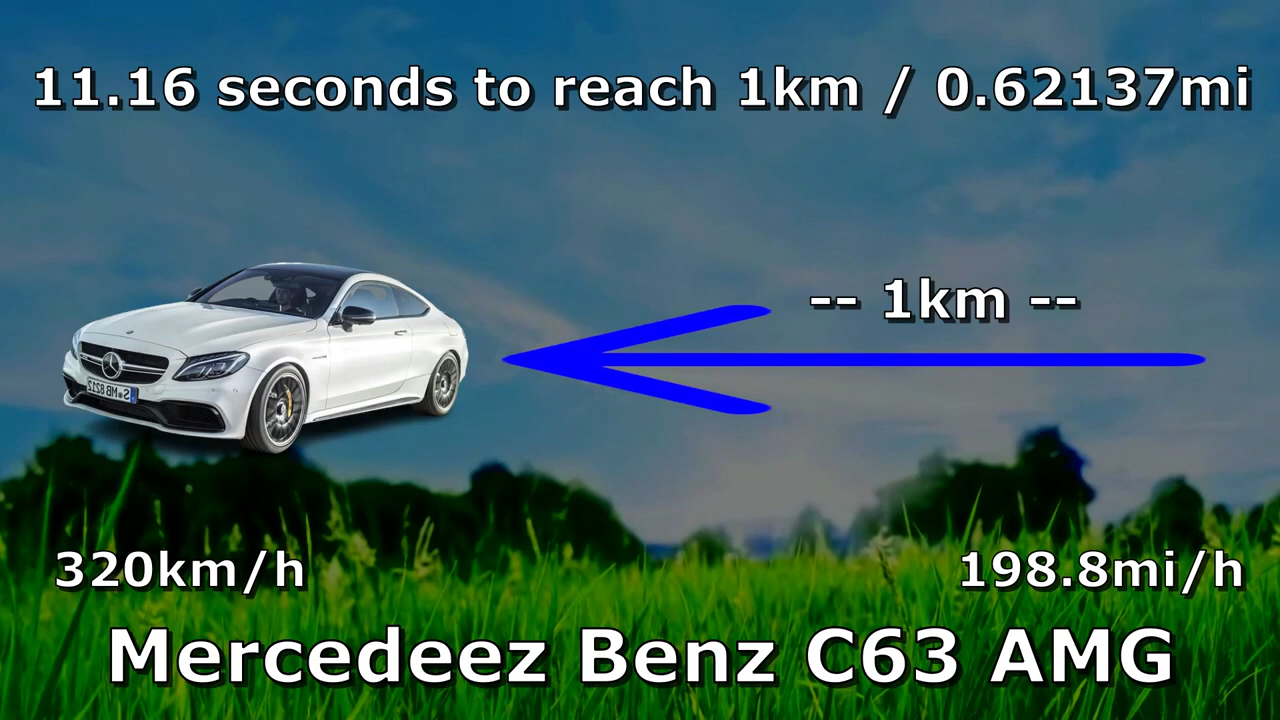 11.16 seconds to reach 1km / 0.62137mi
-- 1km --
320km/h
198.8mi/h
Mercedeez Benz C63 AMG